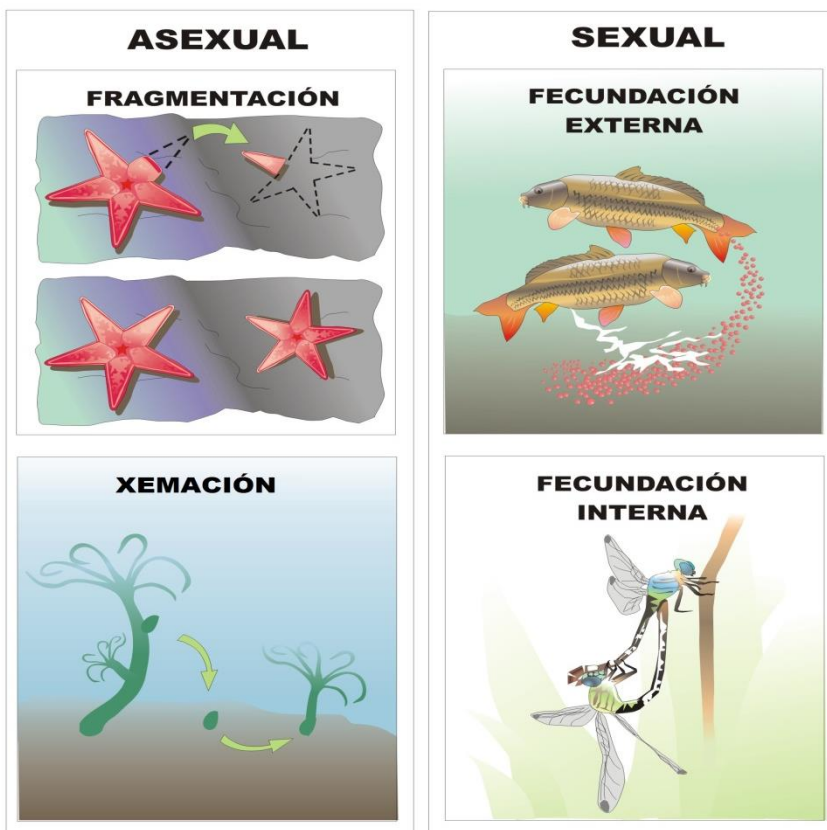 ASEXUAL
FRAGMENTACIÓN
XEMACIÓN
SEXUAL
FECUNDACIÓN
EXTERNA
FECUNDACIÓN
INTERNA